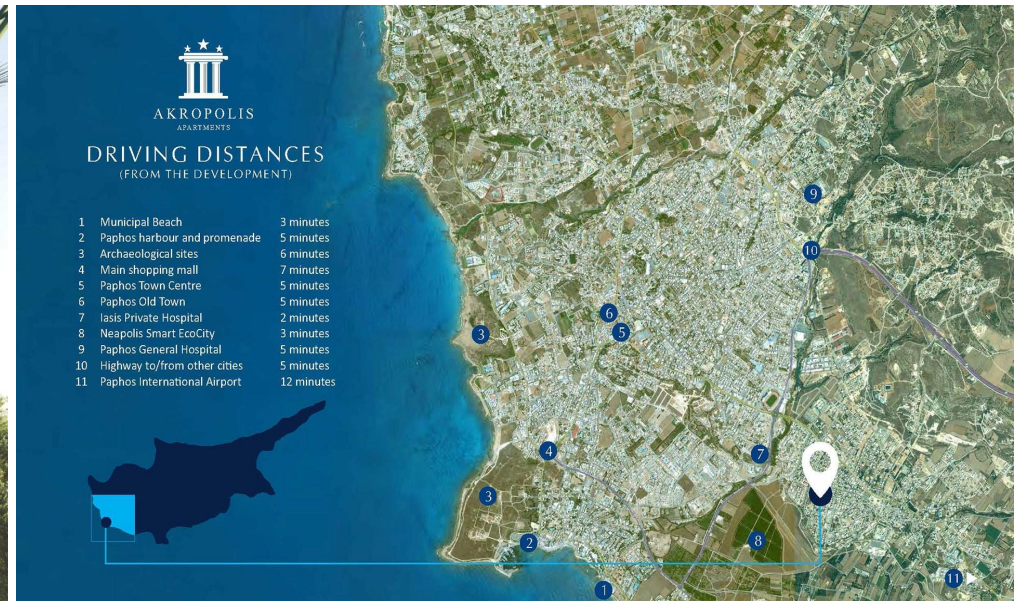 AKROPOLIS
APARTMENTS
DRIVING DISTANCES
(FROM THE DEVELOPMENT)
1 Municipal Beach 3 minutes
2 Paphos harbour and promenade 5 minutes
3 Archaeological sites 6 minutes
4 Main shopping mall 7 minutes
5 Paphos Town Centre 5 minutes
6 Paphos Old Town 5 minutes
7 Iasis Private Hospital 2 minutes
8 Neapolis Smart EcoCity 3 minutes
9 Paphos General Hospital 5 minutes
10 Highway to/from other cities 5 minutes
11 Paphos International Airport 12 minutes
9
10
6
5
3
4
7
3
8
2
11
1